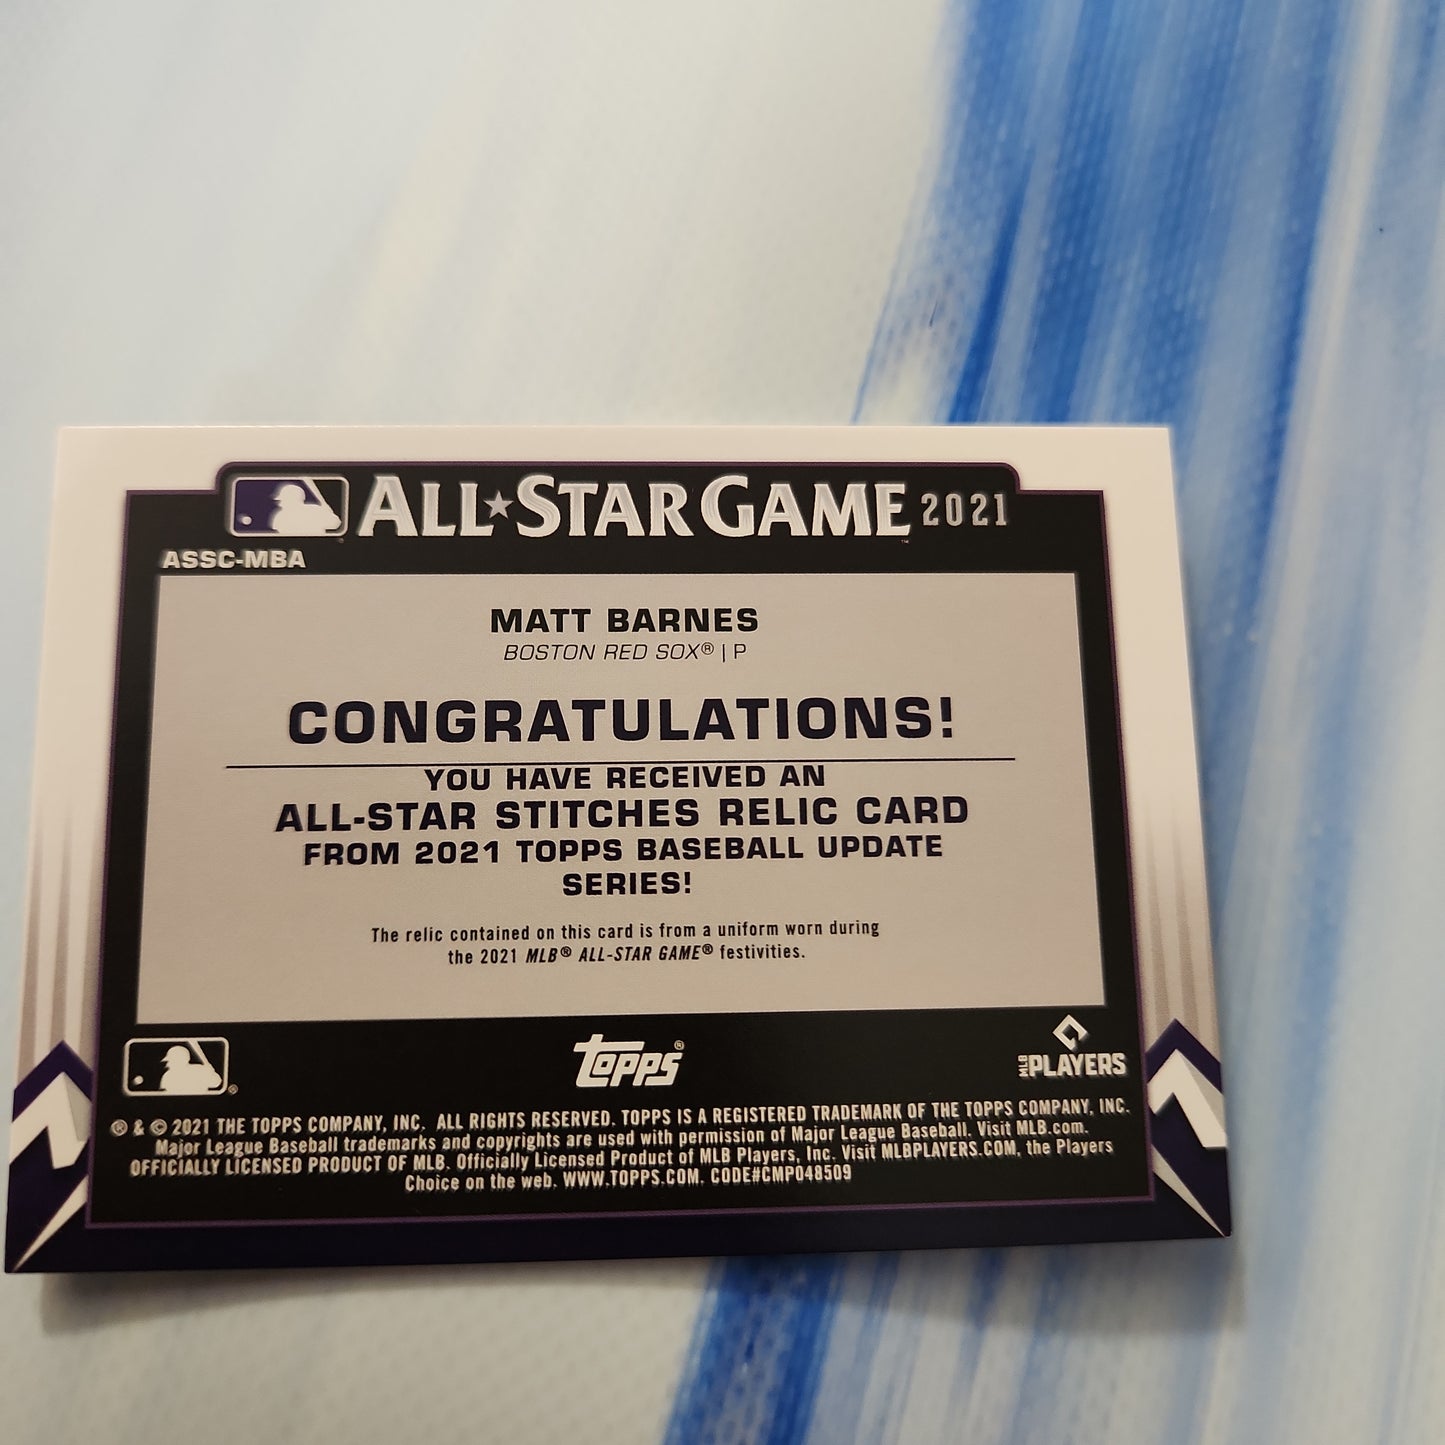 ALL★STAR GAME™ 2021
ASSC-MBA
MATT BARNES
BOSTON RED SOX® | P
CONGRATULATIONS!
YOU HAVE RECEIVED AN
ALL-STAR STITCHES RELIC CARD
FROM 2021 TOPPS BASEBALL UPDATE
SERIES!
The relic contained on this card is from a uniform worn during
the 2021 MLB® ALL-STAR GAME® festivities.
topps®
MLB PLAYERS
® & © 2021 THE TOPPS COMPANY, INC. ALL RIGHTS RESERVED. TOPPS IS A REGISTERED TRADEMARK OF THE TOPPS COMPANY, INC.
Major League Baseball trademarks and copyrights are used with permission of Major League Baseball. Visit MLB.com.
OFFICIALLY LICENSED PRODUCT OF MLB. Officially Licensed Product of MLB Players, Inc. Visit MLBPLAYERS.COM, the Players
Choice on the web. WWW.TOPPS.COM. CODE#CMP048509